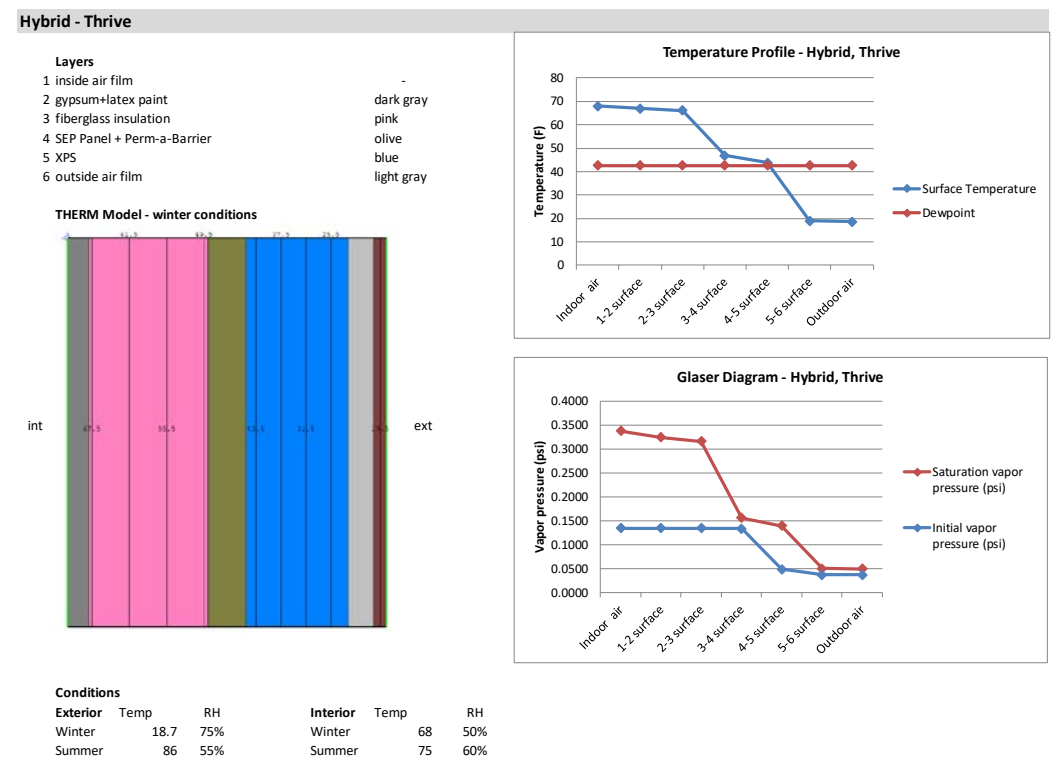 Hybrid - Thrive
Layers
1 inside air film -
2 gypsum+latex paint dark gray
3 fiberglass insulation pink
4 SEP Panel + Perm-a-Barrier olive
5 XPS blue
6 outside air film light gray
THERM Model - winter conditions
int
ext
Temperature Profile - Hybrid, Thrive
Temperature (F)
80
70
60
50
40
30
20
10
0
Indoor air
1-2 surface
2-3 surface
3-4 surface
4-5 surface
5-6 surface
Outdoor air
Surface Temperature
Dewpoint
Glaser Diagram - Hybrid, Thrive
Vapor pressure (psi)
0.4000
0.3500
0.3000
0.2500
0.2000
0.1500
0.1000
0.0500
0.0000
Indoor air
1-2 surface
2-3 surface
3-4 surface
4-5 surface
5-6 surface
Outdoor air
Saturation vapor
pressure (psi)
Initial vapor
pressure (psi)
Conditions
Exterior Temp RH Interior Temp RH
Winter 18.7 75% Winter 68 50%
Summer 86 55% Summer 75 60%